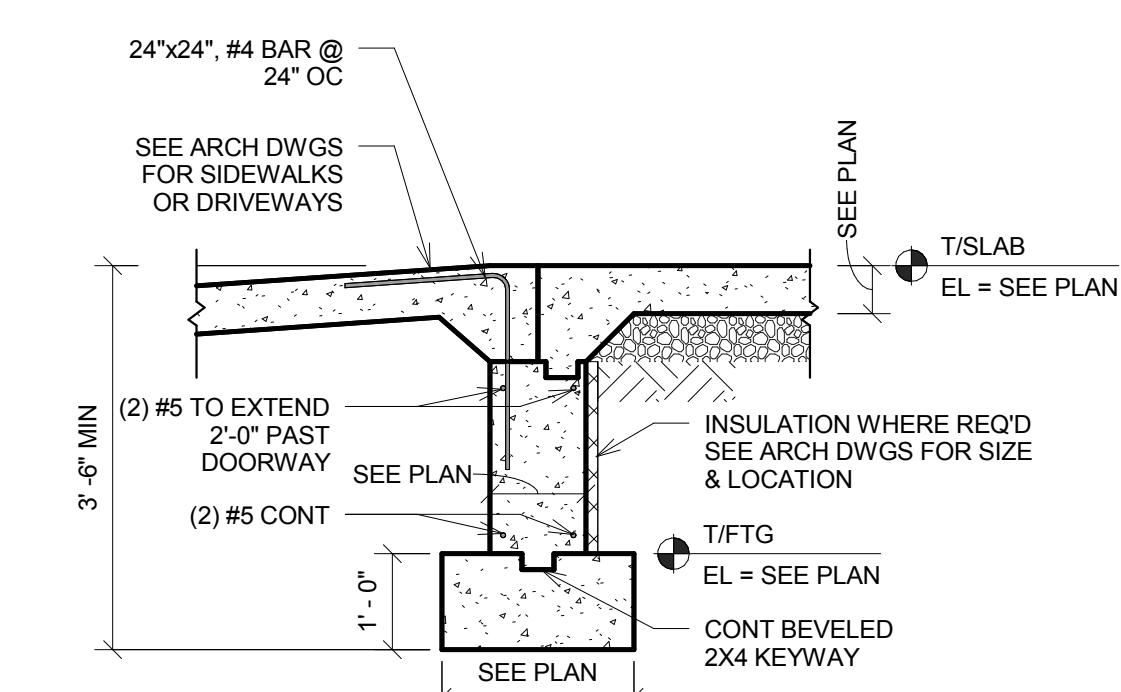 24"x24", #4 BAR @
24" OC
SEE ARCH DWGS
FOR SIDEWALKS
OR DRIVEWAYS
SEE PLAN
T/SLAB
EL = SEE PLAN
3' -6" MIN
(2) #5 TO EXTEND
2'-0" PAST
DOORWAY
SEE PLAN
(2) #5 CONT
INSULATION WHERE REQ'D
SEE ARCH DWGS FOR SIZE
& LOCATION
T/FTG
EL = SEE PLAN
1' - 0"
CONT BEVELED
2X4 KEYWAY
SEE PLAN